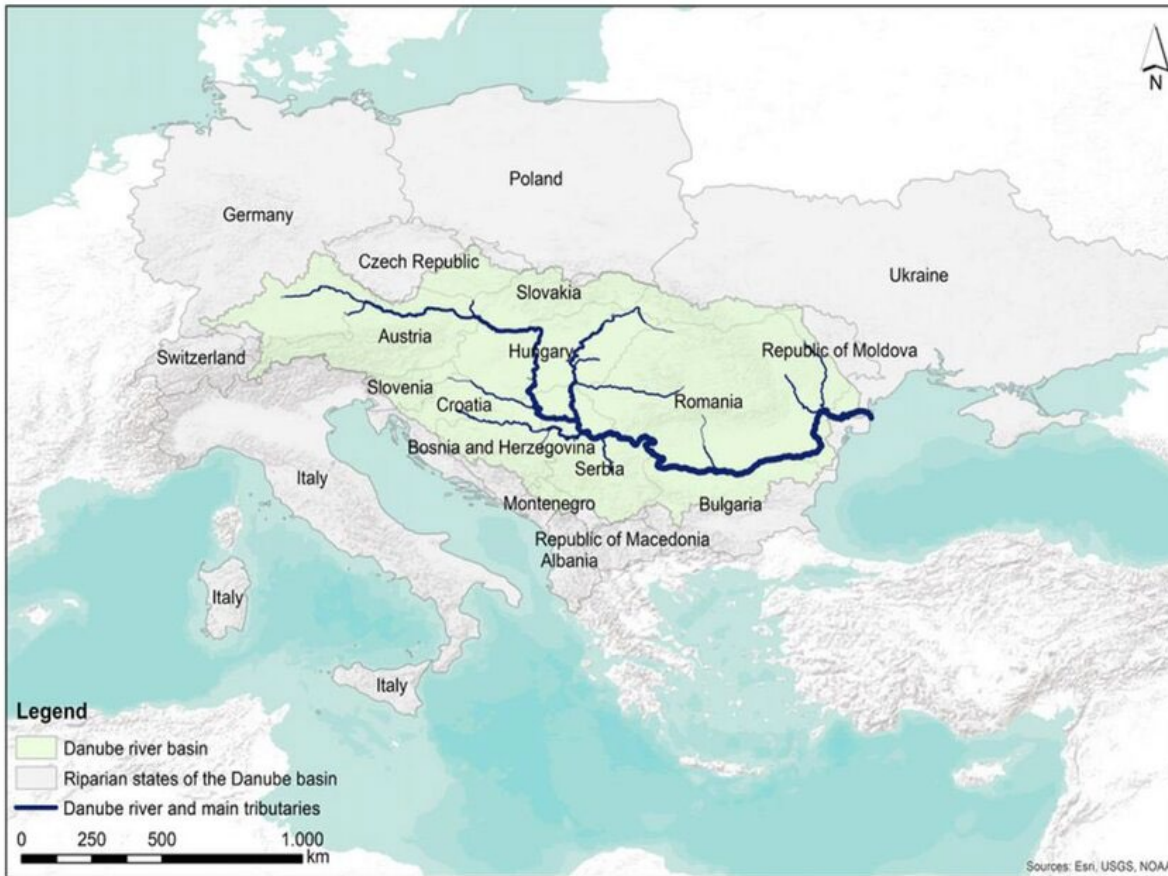 N
Poland
Germany
Czech Republic
Ukraine
Slovakia
Austria
Hungary
Republic of Moldova
Switzerland
Slovenia
Croatia
Romania
Bosnia and Herzegovina
Serbia
Italy
Montenegro
Bulgaria
Republic of Macedonia
Albania
Italy
Italy
Legend
Danube river basin
Riparian states of the Danube basin
Danube river and main tributaries
0 250 500 1.000
km
Sources: Esri, USGS, NOAA